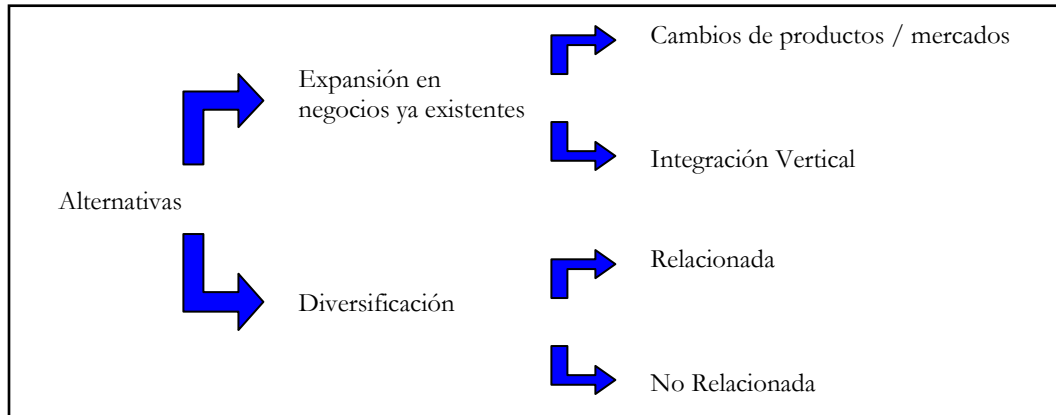 Cambios de productos / mercados
Expansión en
negocios ya existentes
Integración Vertical
Alternativas
Relacionada
Diversificación
No Relacionada